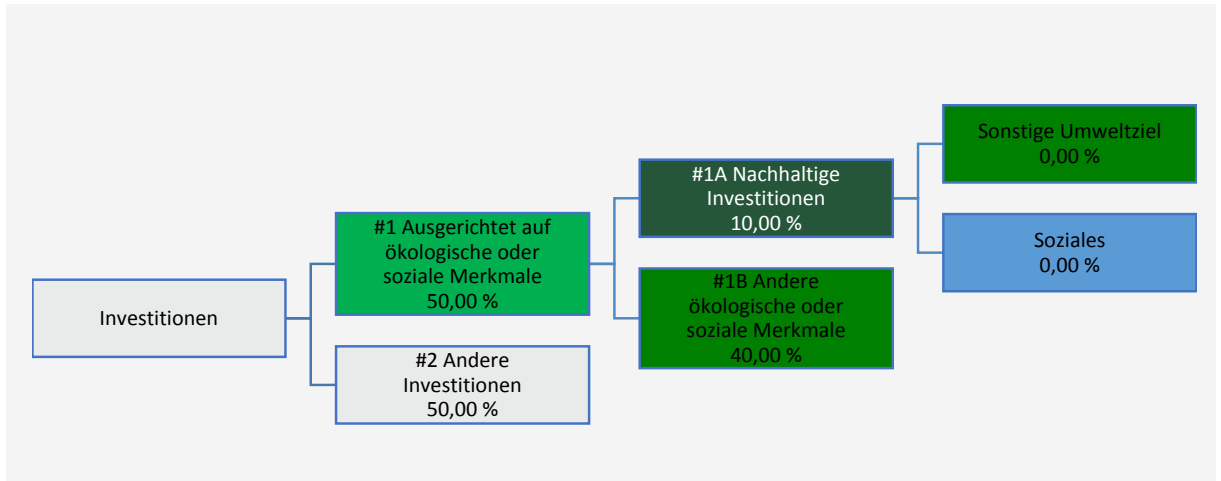 Investitionen
#1 Ausgerichtet auf
ökologische oder
soziale Merkmale
50,00 %
#2 Andere
Investitionen
50,00 %
#1A Nachhaltige
Investitionen
10,00 %
#1B Andere
ökologische oder
soziale Merkmale
40,00 %
Sonstige Umweltziel
0,00 %
Soziales
0,00 %